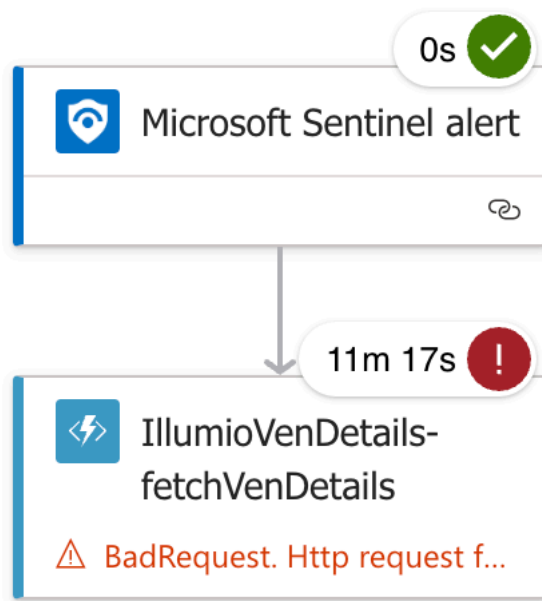 0s
Microsoft Sentinel alert
11m 17s
IllumioVenDetails-
fetchVenDetails
BadRequest. Http request f...